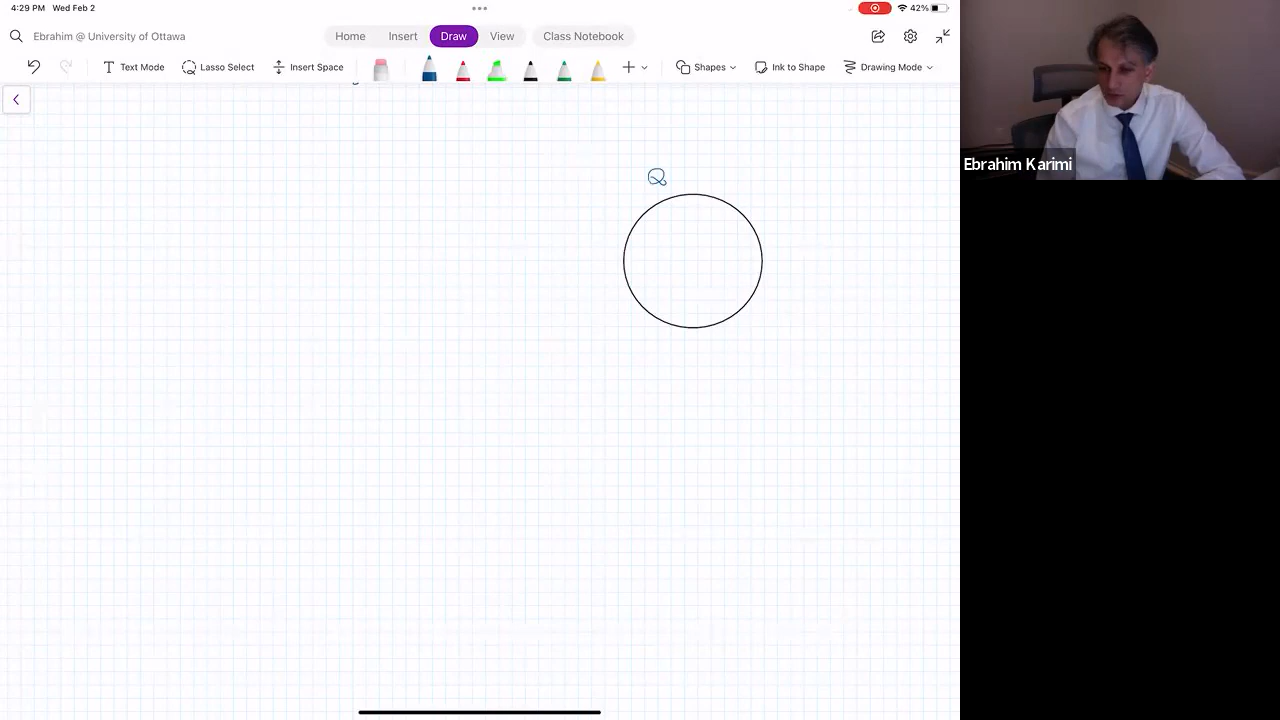 4:29 PM Wed Feb 2
42%
Ebrahim @ University of Ottawa
Home Insert Draw View Class Notebook
Text Mode Lasso Select Insert Space Shapes Ink to Shape Drawing Mode
Q
Ebrahim Karimi